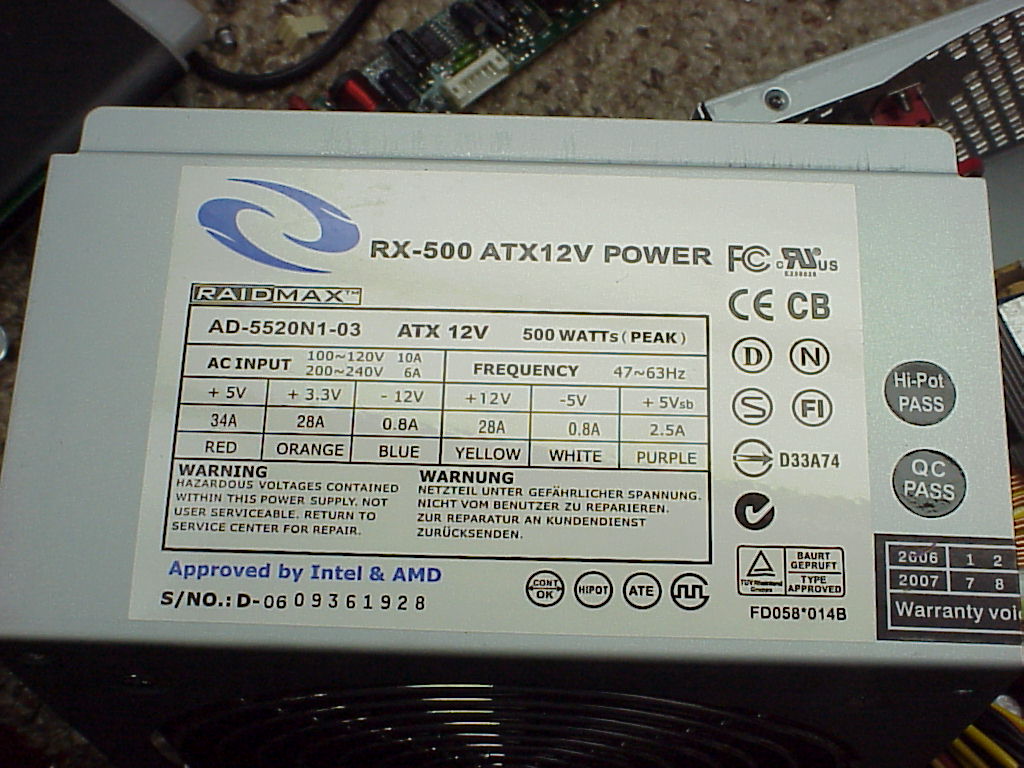 RX-500 ATX12V POWER
FC cRUus
RAIDMAX™
CE CB
AD-5520N1-03 ATX 12V 500 WATTs (PEAK)
AC INPUT 100~120V 10A
200~240V 6A
FREQUENCY 47~63Hz
+ 5V + 3.3V - 12V +12V -5V + 5Vsb
34A 28A 0.8A 28A 0.8A 2.5A
RED ORANGE BLUE YELLOW WHITE PURPLE
D N
S FI
D33A74
WARNING
HAZARDOUS VOLTAGES CONTAINED
WITHIN THIS POWER SUPPLY, NOT
USER SERVICEABLE. RETURN TO
SERVICE CENTER FOR REPAIR.
WARNUNG
NETZTEIL UNTER GEFÄHRLICHER SPANNUNG.
NICHT VOM BENUTZER ZU REPARIEREN.
ZUR REPARATUR AN KUNDENDIENST
ZURÜCKSENDEN.
Approved by Intel & AMD
S/NO.: D-0609361928
CONT OK
HIPOT
ATE
TUV Rheinland
BAURT
GEPRUFT
TYPE
APPROVED
FD058*014B
Hi-Pot
PASS
QC
PASS
2006 1 2
2007 7 8
Warranty voi